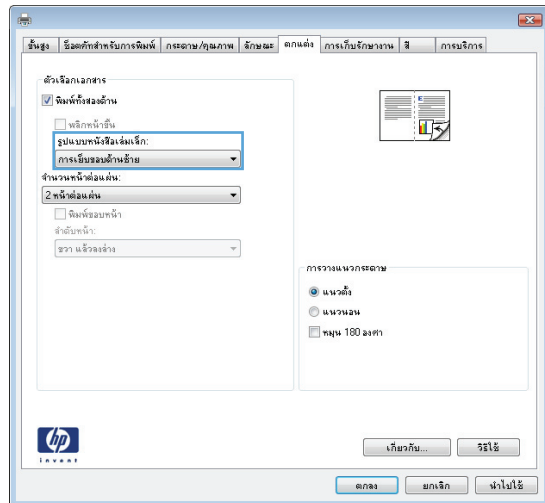 ขั้นสูง ช็อตคัทสำหรับการพิมพ์ กระดาษ/คุณภาพ ลักษณะ ตกแต่ง การเก็บรักษางาน สี การบริการ
ตัวเลือกเอกสาร
พิมพ์ทั้งสองด้าน
พลิกหน้าขึ้น
รูปแบบหนังสือเล่มเล็ก:
การเย็บขอบด้านซ้าย
จำนวนหน้าต่อแผ่น:
2 หน้าต่อแผ่น
พิมพ์ขอบหน้า
ลำดับหน้า:
ขวา แล้วลงล่าง
E
การวางแนวกระดาษ
แนวตั้ง
แนวนอน
หมุน 180 องศา
hp
invent
เกี่ยวกับ... วิธีใช้
ตกลง ยกเลิก นำไปใช้